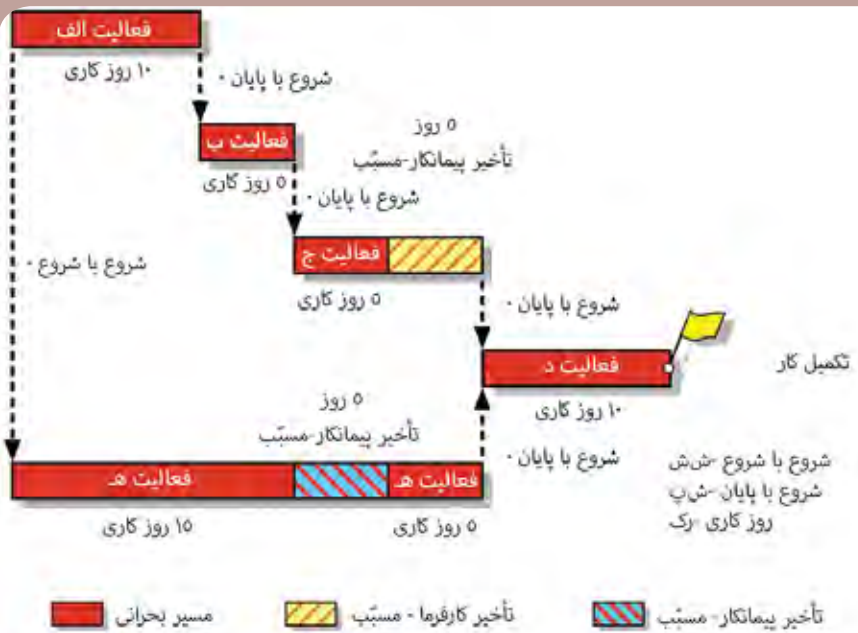 فعالیت الف
۱۰ روز کاری
شروع با پایان ۰
فعالیت ب
۵ روز کاری
۵ روز
تأخیر پیمانکار-مسبّب
شروع با پایان ۰
فعالیت ج
۵ روز کاری
شروع با شروع ۰
شروع با پایان ۰
فعالیت د
۱۰ روز کاری
تکمیل کار
۵ روز
تأخیر پیمانکار-مسبّب
شروع با پایان ۰
فعالیت هـ
فعالیت هـ
۱۵ روز کاری
۵ روز کاری
شروع با شروع -ش‌ش
شروع با پایان -ش‌پ
روز کاری -رک
مسیر بحرانی
تأخیر کارفرما - مسبّب
تأخیر پیمانکار- مسبّب